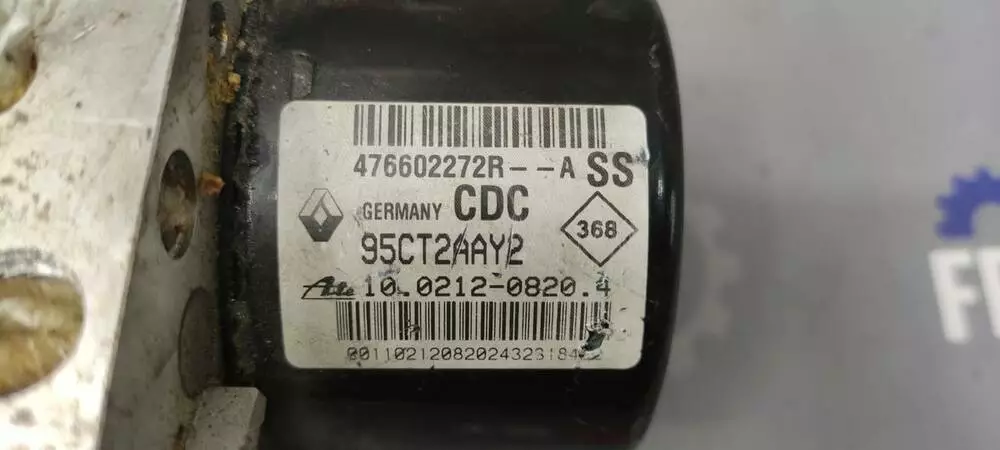 476602272R--A SS
GERMANY CDC
368
95CT2AAY2
Ate 10.0212-0820.4